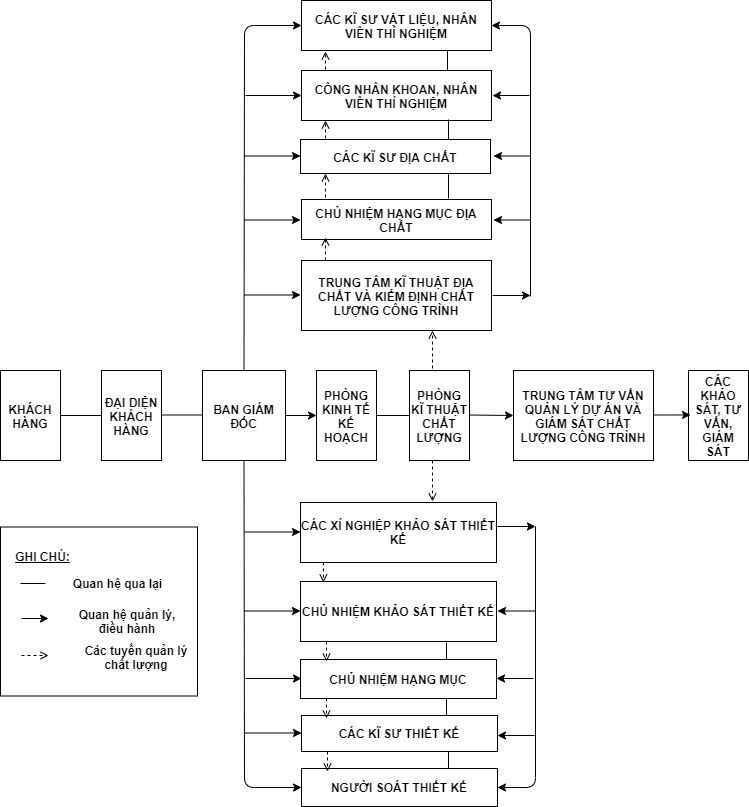 CÁC KĨ SƯ VẬT LIỆU, NHÂN
VIÊN THÍ NGHIỆM
CÔNG NHÂN KHOAN, NHÂN
VIÊN THÍ NGHIỆM
CÁC KĨ SƯ ĐỊA CHẤT
CHỦ NHIỆM HẠNG MỤC ĐỊA
CHẤT
TRUNG TÂM KĨ THUẬT ĐỊA
CHẤT VÀ KIỂM ĐỊNH CHẤT
LƯỢNG CÔNG TRÌNH
KHÁCH
HÀNG
ĐẠI DIỆN
KHÁCH
HÀNG
BAN GIÁM
ĐỐC
PHÒNG
KINH TẾ
KẾ
HOẠCH
PHÒNG
KĨ THUẬT
CHẤT
LƯỢNG
TRUNG TÂM TƯ VẤN
QUẢN LÝ DỰ ÁN VÀ
GIÁM SÁT CHẤT
LƯỢNG CÔNG TRÌNH
CÁC
KHẢO
SÁT, TƯ
VẤN,
GIÁM
SÁT
CÁC XÍ NGHIỆP KHẢO SÁT THIẾT
KẾ
CHỦ NHIỆM KHẢO SÁT THIẾT KẾ
CHỦ NHIỆM HẠNG MỤC
CÁC KĨ SƯ THIẾT KẾ
NGƯỜI SOÁT THIẾT KẾ
GHI CHÚ:
Quan hệ qua lại
Quan hệ quản lý,
điều hành
Các tuyến quản lý
chất lượng